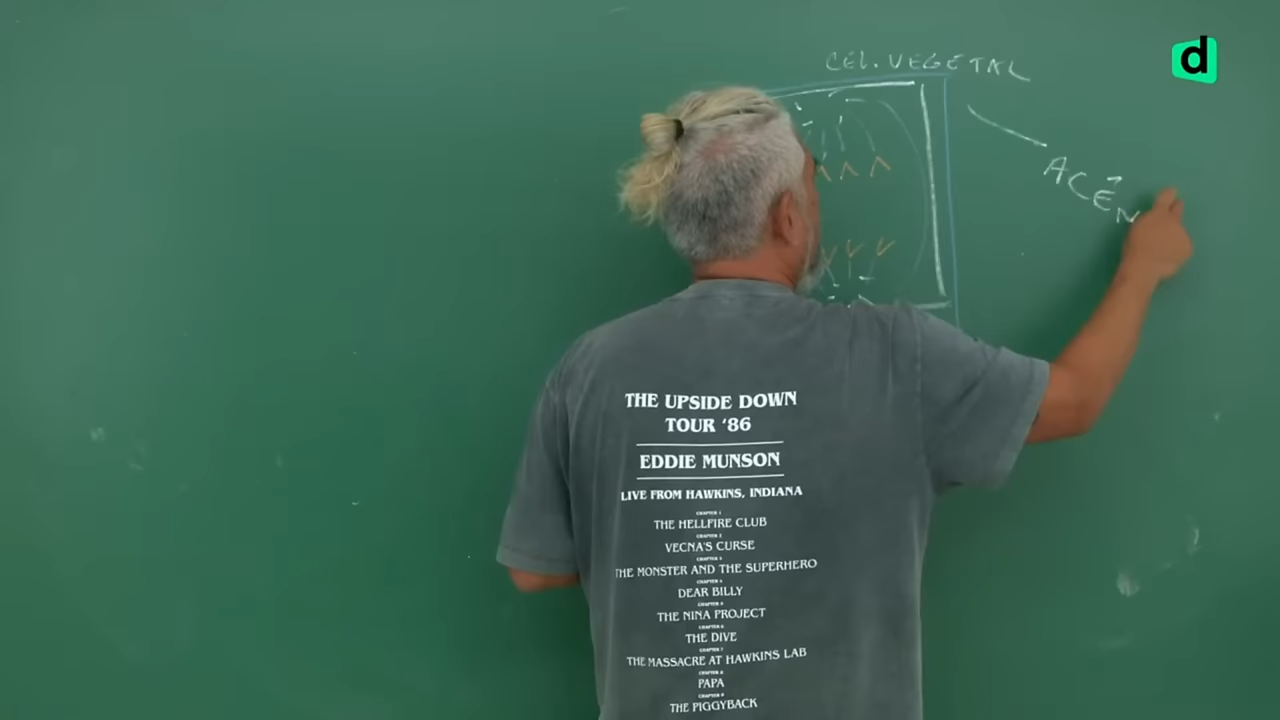 CÉL. VEGETAL
d
ACÊN
THE UPSIDE DOWN
TOUR '86
EDDIE MUNSON
LIVE FROM HAWKINS, INDIANA
CHAPTER 1
THE HELLFIRE CLUB
CHAPTER 2
VECNA'S CURSE
CHAPTER 3
THE MONSTER AND THE SUPERHERO
CHAPTER 4
DEAR BILLY
CHAPTER 5
THE NINA PROJECT
CHAPTER 6
THE DIVE
CHAPTER 7
THE MASSACRE AT HAWKINS LAB
CHAPTER 8
PAPA
CHAPTER 9
THE PIGGYBACK